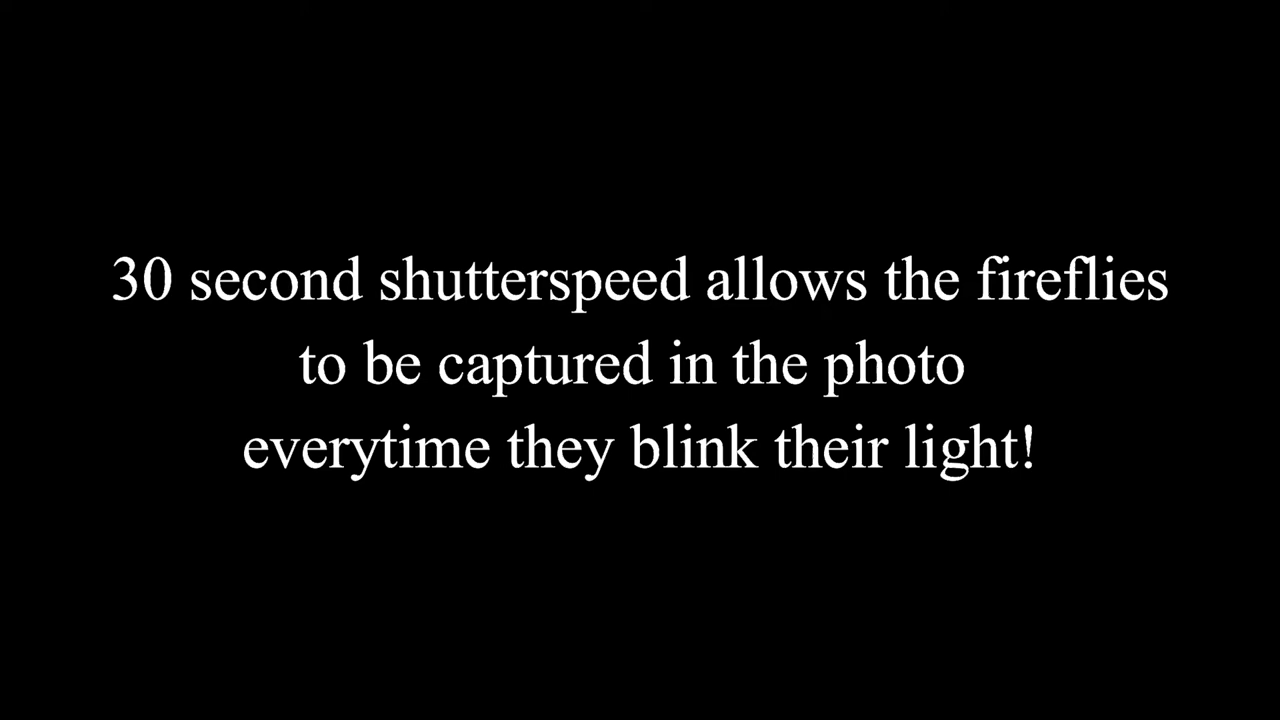 30 second shutterspeed allows the fireflies
to be captured in the photo
everytime they blink their light!